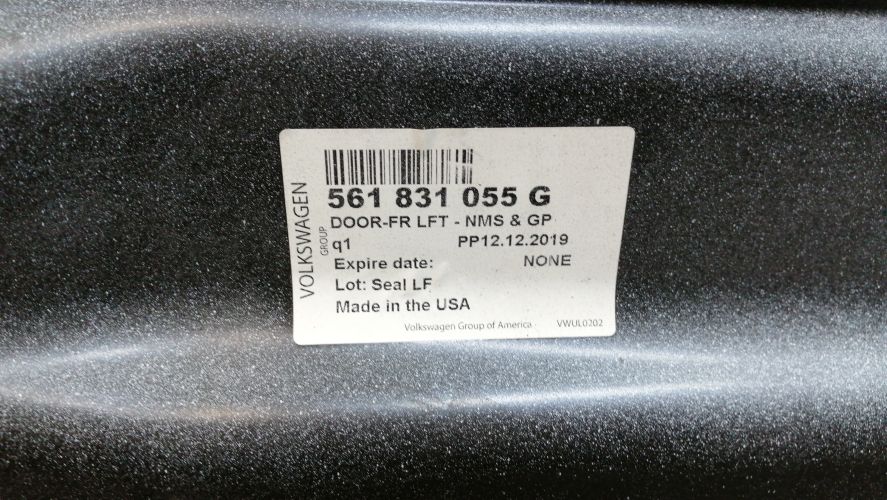 VOLKSWAGEN
GROUP
561 831 055 G
DOOR-FR LFT - NMS & GP
q1 PP12.12.2019
Expire date: NONE
Lot: Seal LF
Made in the USA
Volkswagen Group of America VWUL0202